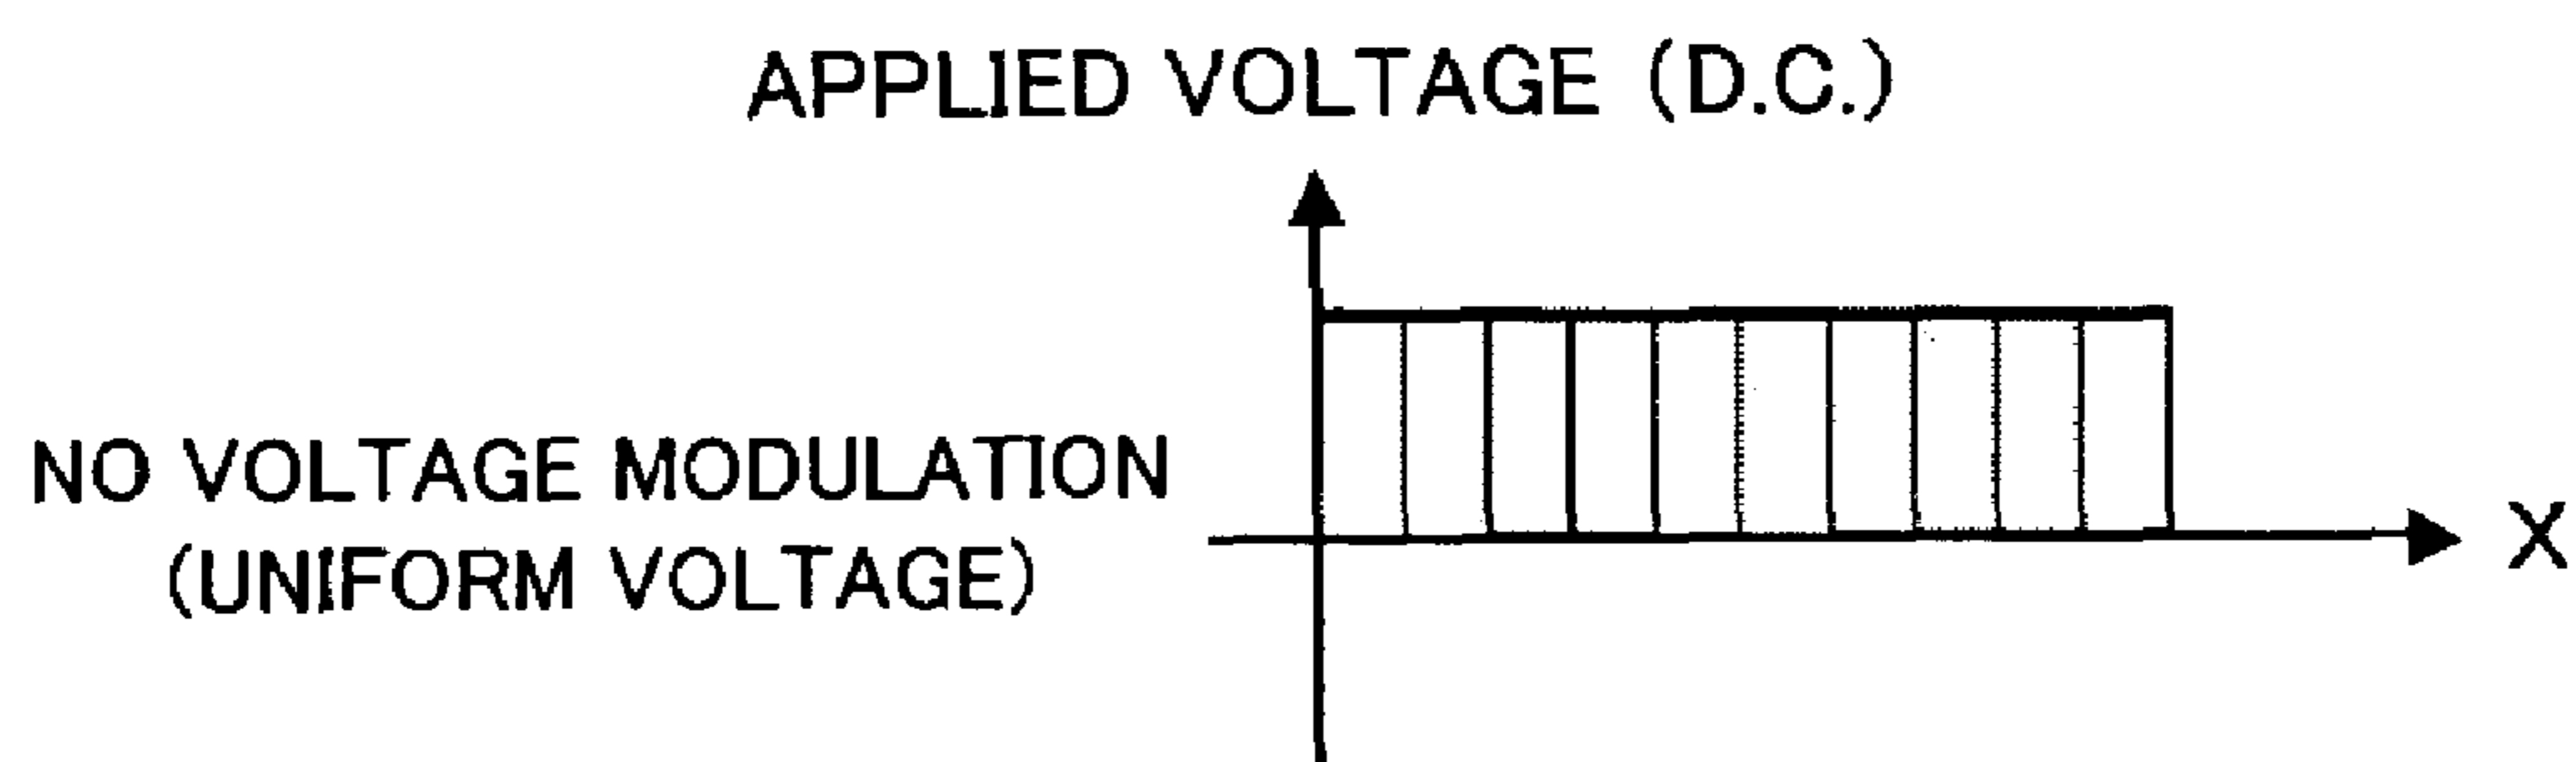 APPLIED VOLTAGE (D.C.)
NO VOLTAGE MODULATION
(UNIFORM VOLTAGE)
X